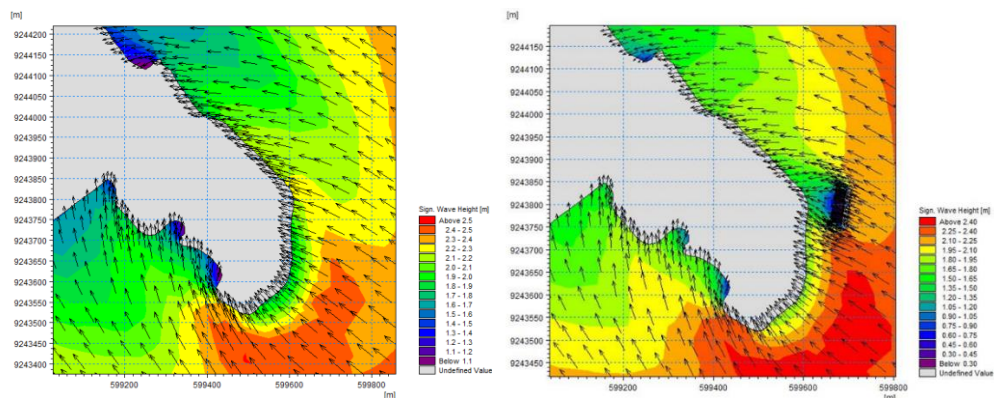 [m]
9244200
9244150
9244100
9244050
9244000
9243950
9243900
9243850
9243800
9243750
9243700
9243650
9243600
9243550
9243500
9243450
9243400
599200
599400
599600
599800
[m]
Sign. Wave Height [m]
Above 2.5
2.4 - 2.5
2.3 - 2.4
2.2 - 2.3
2.1 - 2.2
2.0 - 2.1
1.9 - 2.0
1.8 - 1.9
1.7 - 1.8
1.6 - 1.7
1.5 - 1.6
1.4 - 1.5
1.3 - 1.4
1.2 - 1.3
1.1 - 1.2
Below 1.1
Undefined Value
[m]
9244150
9244100
9244050
9244000
9243950
9243900
9243850
9243800
9243750
9243700
9243650
9243600
9243550
9243500
9243450
599200
599400
599600
599800
[m]
Sign. Wave Height [m]
Above 2.40
2.25 - 2.40
2.10 - 2.25
1.95 - 2.10
1.80 - 1.95
1.65 - 1.80
1.50 - 1.65
1.35 - 1.50
1.20 - 1.35
1.05 - 1.20
0.90 - 1.05
0.75 - 0.90
0.60 - 0.75
0.45 - 0.60
0.30 - 0.45
Below 0.30
Undefined Value